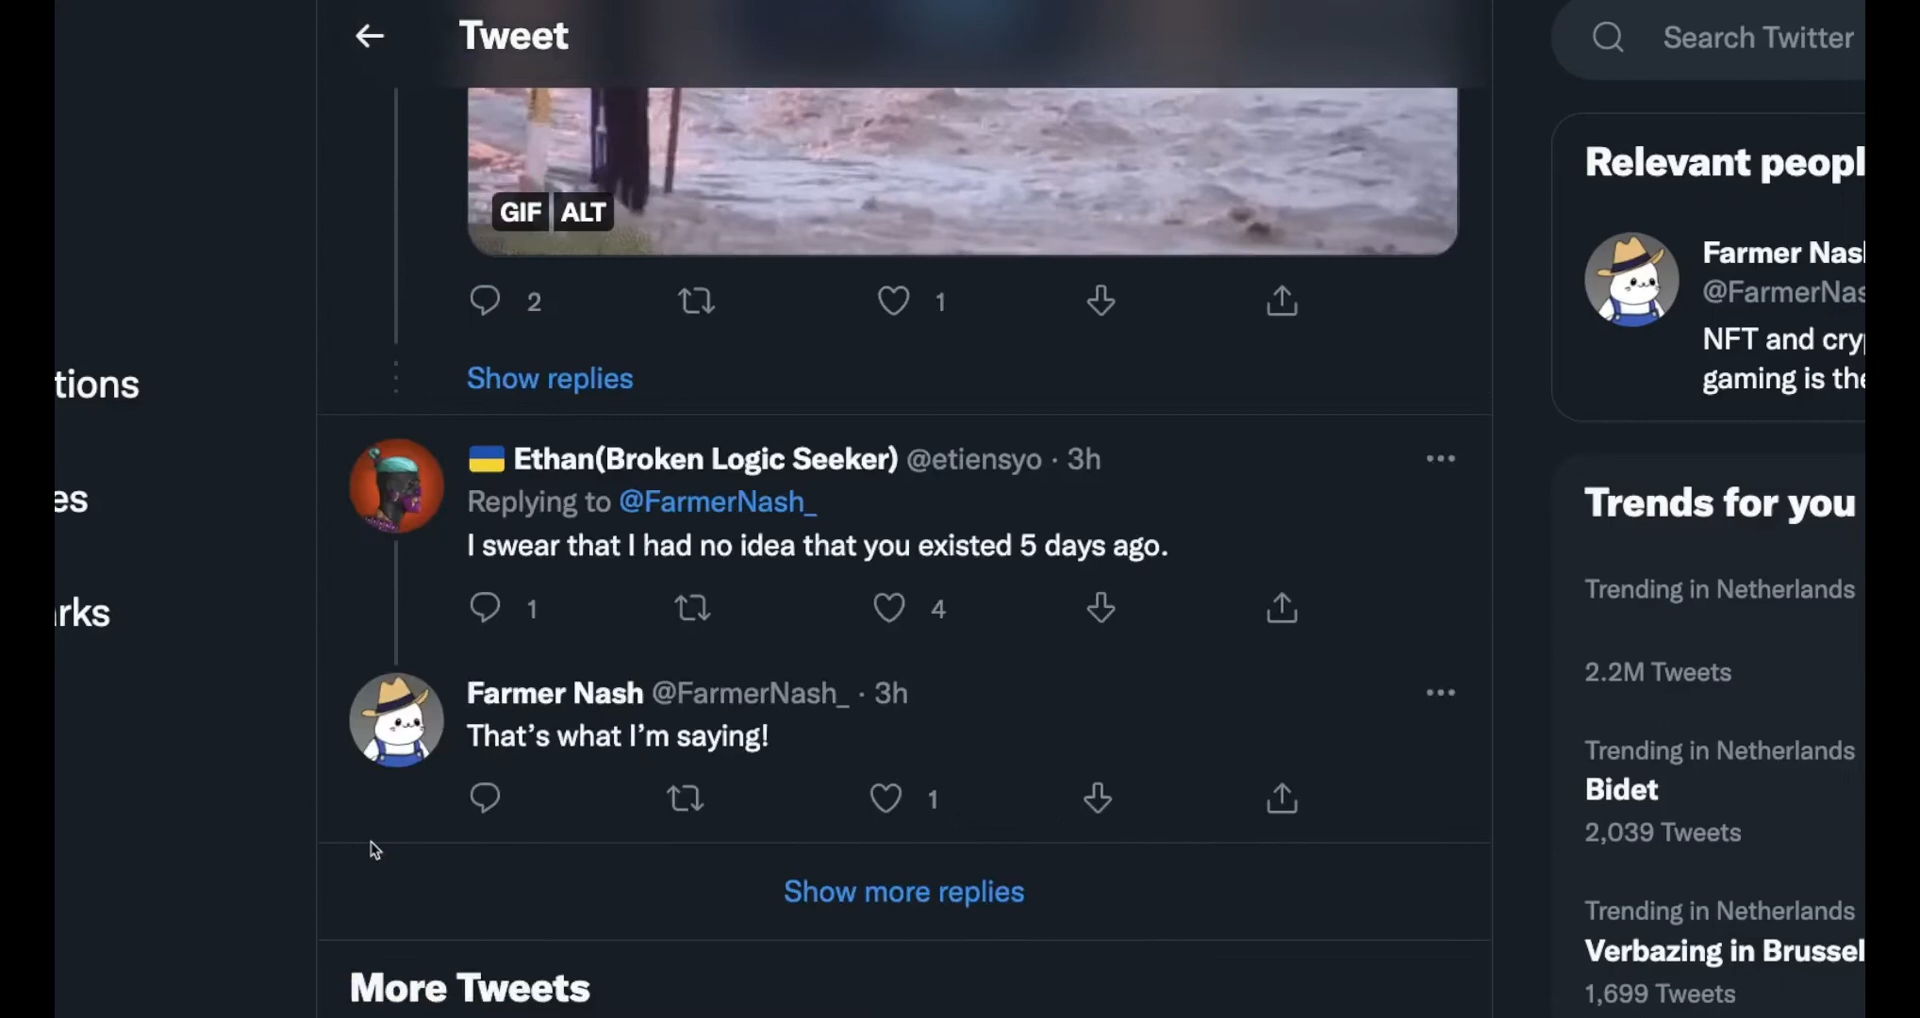 Tweet
Search Twitter
GIF ALT
2
1
Show replies
Ethan(Broken Logic Seeker) @etiensyo · 3h
Replying to @FarmerNash_
I swear that I had no idea that you existed 5 days ago.
1
4
Farmer Nash @FarmerNash_ · 3h
That's what I'm saying!
1
Show more replies
More Tweets
tions
es
rks
Relevant peopl
Farmer Nas
@FarmerNas
NFT and cry
gaming is the
Trends for you
Trending in Netherlands
2.2M Tweets
Trending in Netherlands
Bidet
2,039 Tweets
Trending in Netherlands
Verbazing in Brussel
1,699 Tweets